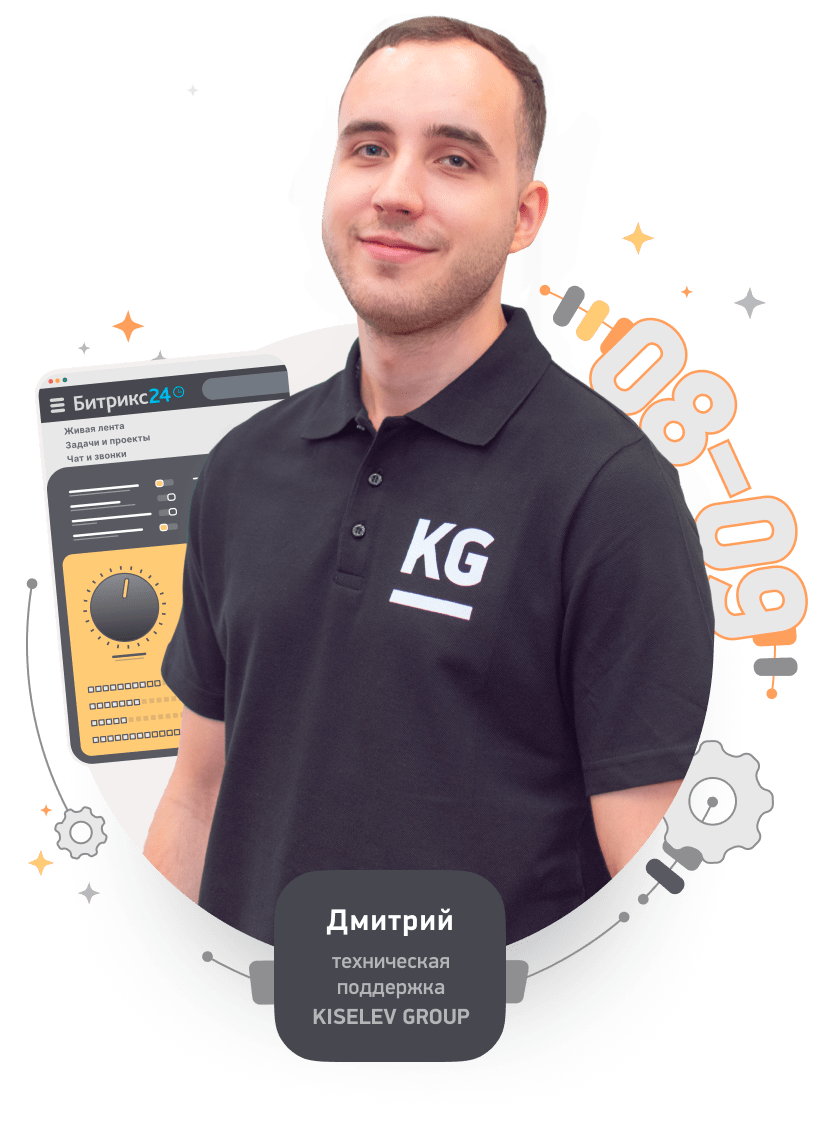 Битрикс24
Живая лента
Задачи и проекты
Чат и звонки
KG
08-09
Дмитрий
техническая
поддержка
KISELEV GROUP